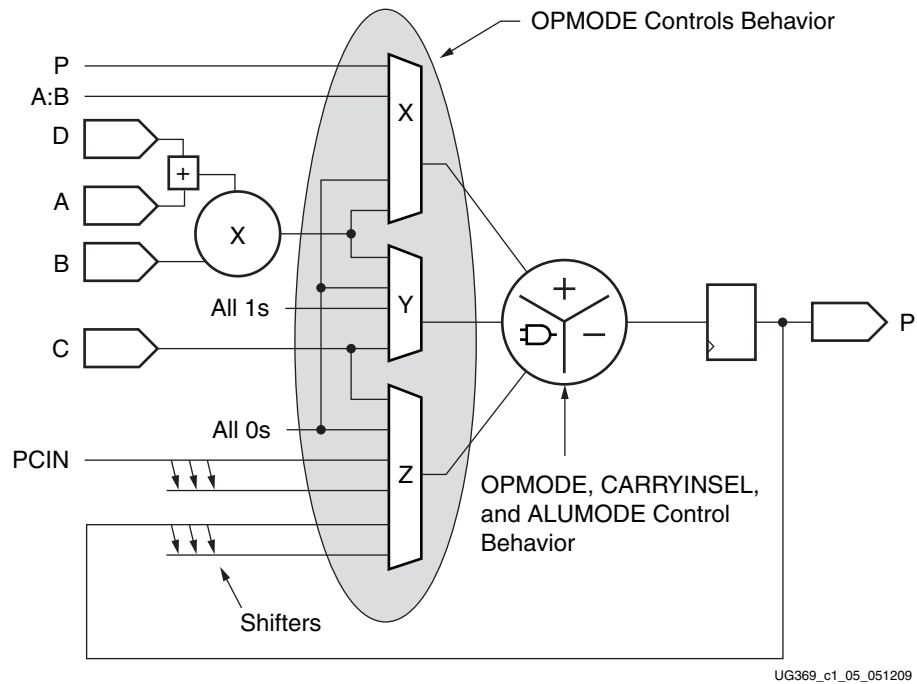 OPMODE Controls Behavior
P
A:B
X
D
+
A
X
B
All 1s
Y
+
−
P
C
All 0s
PCIN
Z
OPMODE, CARRYINSEL,
and ALUMODE Control
Behavior
Shifters
UG369_c1_05_051209